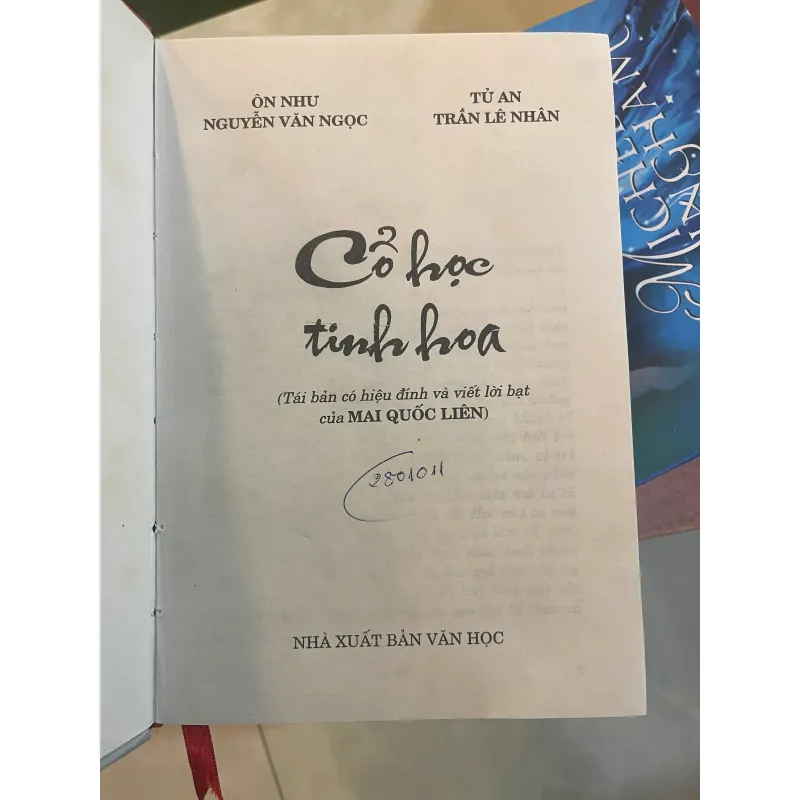 ÔN NHƯ
NGUYỄN VĂN NGỌC
TỬ AN
TRẦN LÊ NHÂN
Cổ học
tinh hoa
(Tái bản có hiệu đính và viết lời bạt
của MAI QUỐC LIÊN)
2801011
NHÀ XUẤT BẢN VĂN HỌC